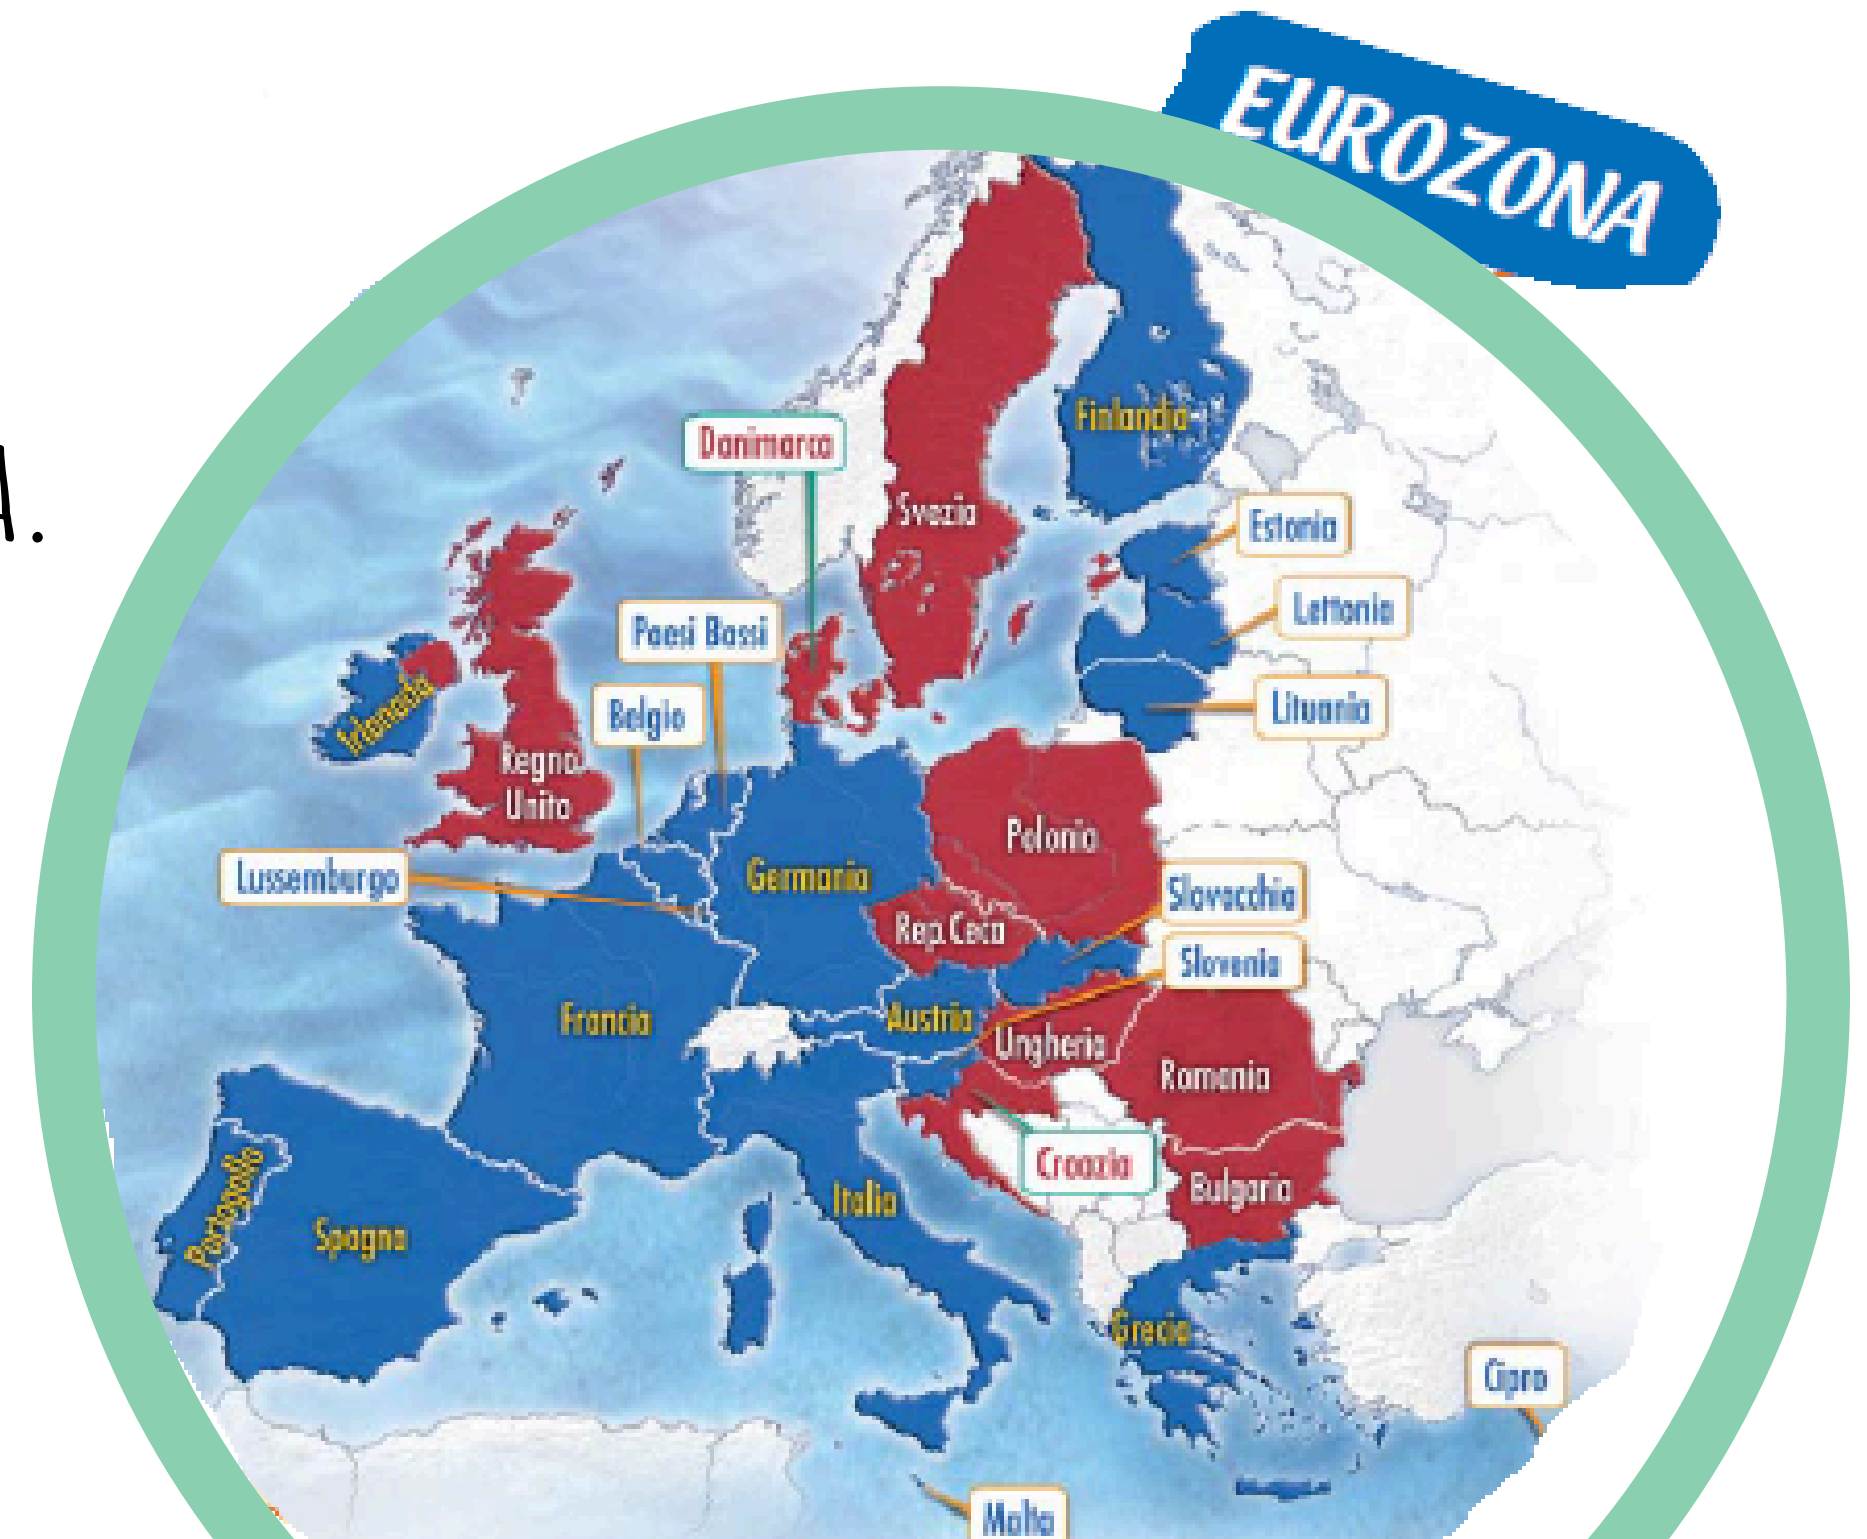 EUROZONA
A.
Finlandia
Danimarca
Svezia
Estonia
Lettonia
Paesi Bassi
Lituania
Belgio
Irlanda
Regno
Unito
Polonia
Lussemburgo
Germania
Slovacchia
Rep. Ceca
Slovenia
Francia
Austria
Ungheria
Romania
Croazia
Portogallo
Bulgaria
Italia
Spagna
Grecia
Cipro
Malta